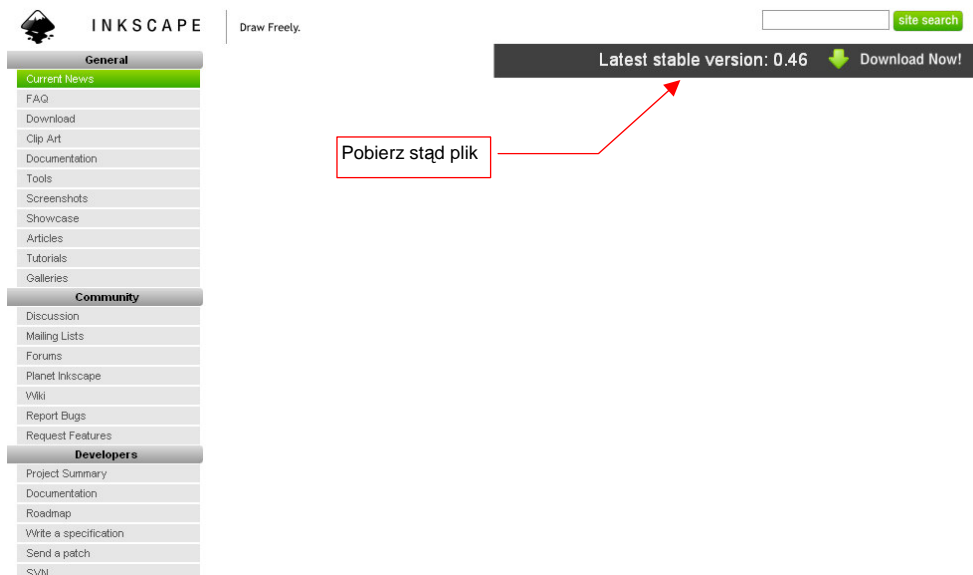 INKSCAPE
Draw Freely.
site search
Latest stable version: 0.46
Download Now!
Pobierz stąd plik
General
Current News
FAQ
Download
Clip Art
Documentation
Tools
Screenshots
Showcase
Articles
Tutorials
Galleries
Community
Discussion
Mailing Lists
Forums
Planet Inkscape
Wiki
Report Bugs
Request Features
Developers
Project Summary
Documentation
Roadmap
Write a specification
Send a patch
SVN